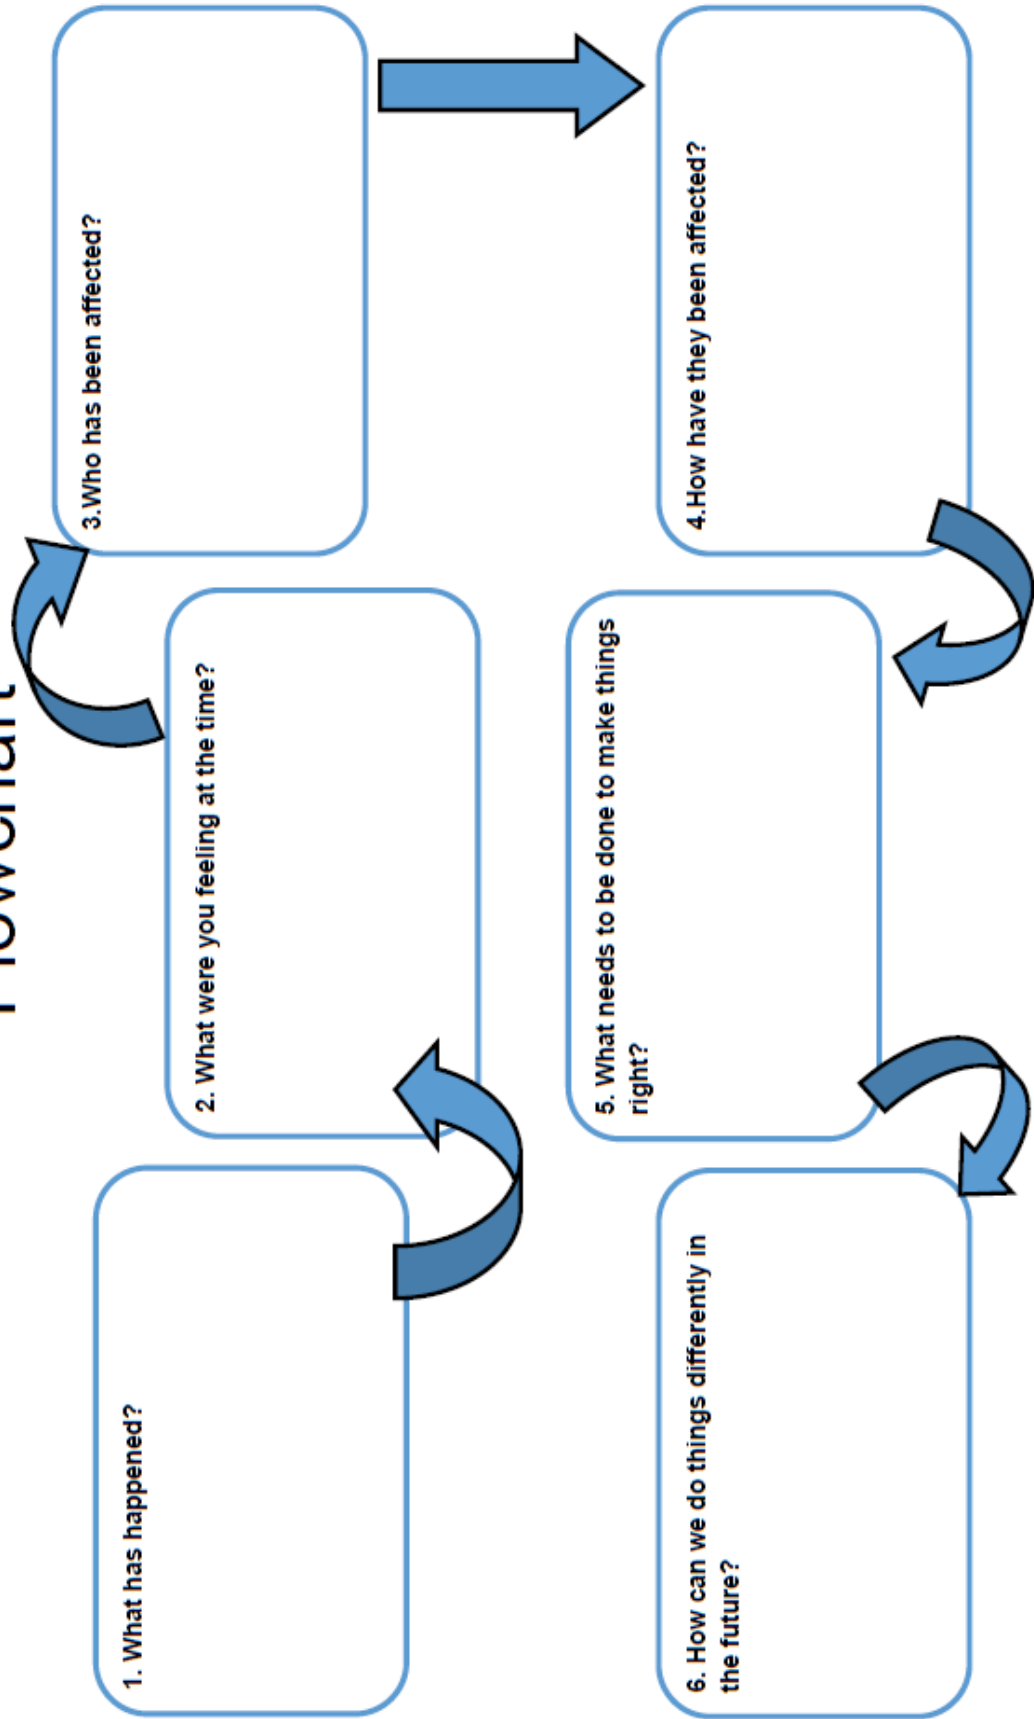 Flowchart
1. What has happened?
2. What were you feeling at the time?
3.Who has been affected?
4.How have they been affected?
5. What needs to be done to make things
right?
6. How can we do things differently in
the future?